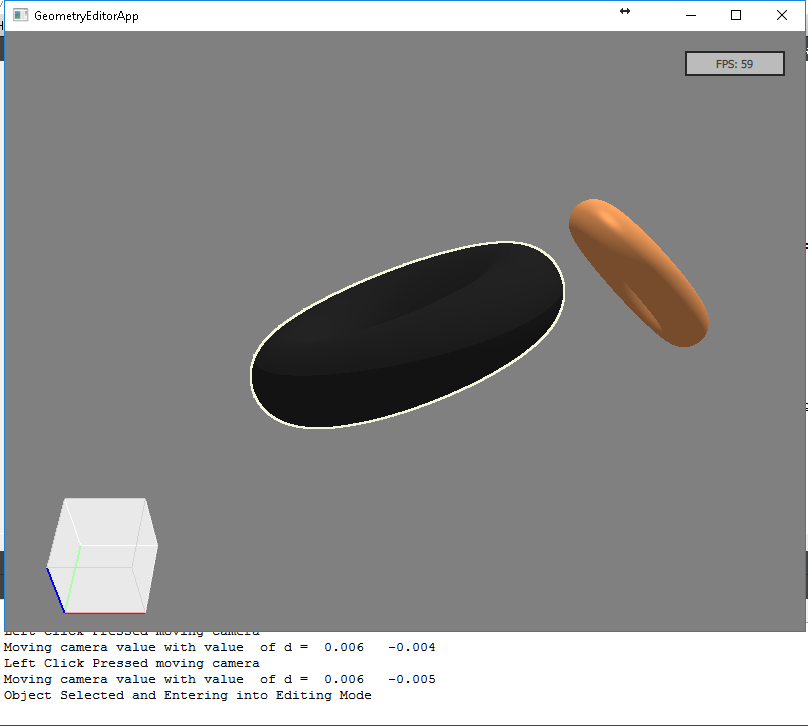 GeometryEditorApp
FPS: 59
Left Click Pressed moving camera
Moving camera value with value  of d =  0.006   -0.004
Left Click Pressed moving camera
Moving camera value with value  of d =  0.006   -0.005
Object Selected and Entering into Editing Mode